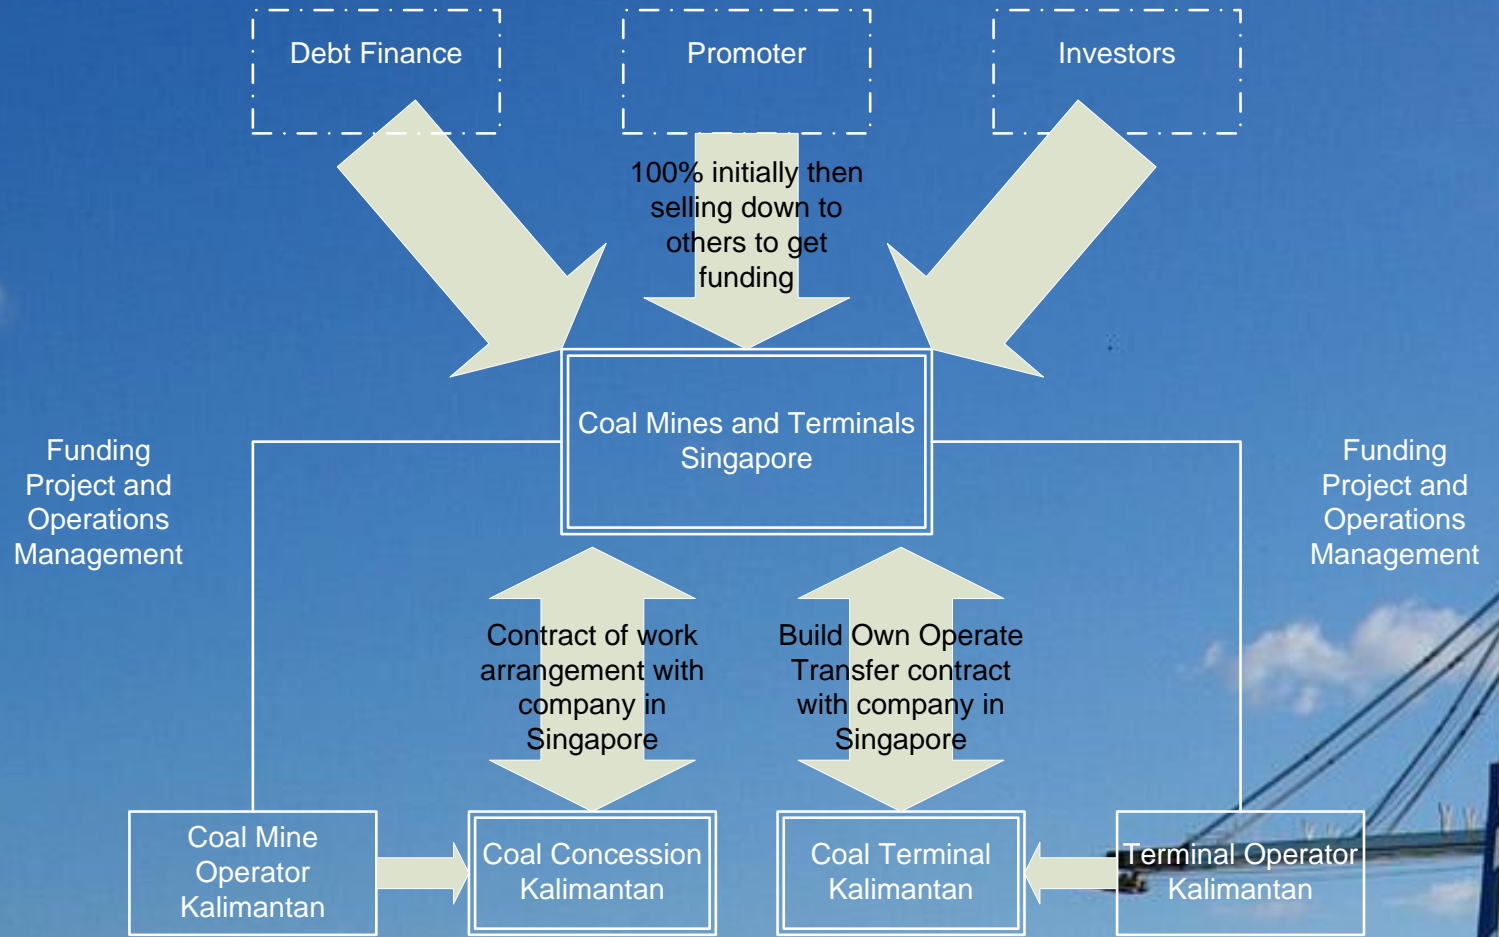 Debt Finance
Promoter
Investors
100% initially then
selling down to
others to get
funding
Coal Mines and Terminals
Singapore
Funding
Project and
Operations
Management
Funding
Project and
Operations
Management
Contract of work
arrangement with
company in
Singapore
Build Own Operate
Transfer contract
with company in
Singapore
Coal Mine
Operator
Kalimantan
Coal Concession
Kalimantan
Coal Terminal
Kalimantan
Terminal Operator
Kalimantan